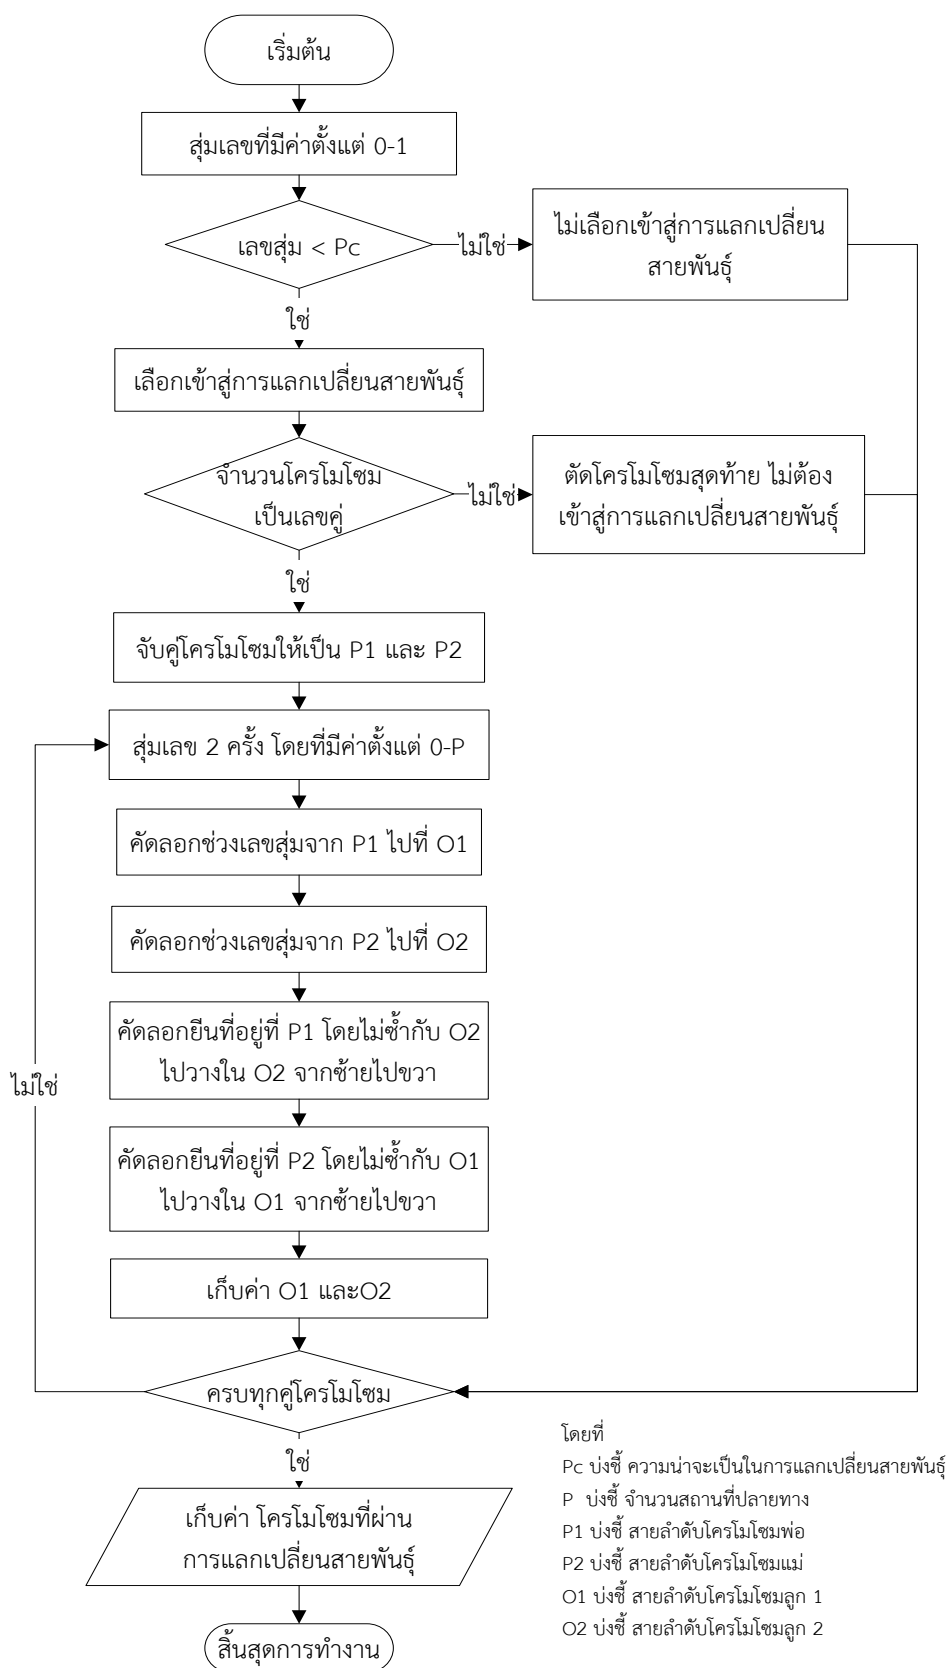 เริ่มต้น
สุ่มเลขที่มีค่าตั้งแต่ 0-1
เลขสุ่ม < Pc
ไม่ใช่
ไม่เลือกเข้าสู่การแลกเปลี่ยน
สายพันธุ์
ใช่
เลือกเข้าสู่การแลกเปลี่ยนสายพันธุ์
จำนวนโครโมโซม
เป็นเลขคู่
ไม่ใช่
ตัดโครโมโซมสุดท้าย ไม่ต้อง
เข้าสู่การแลกเปลี่ยนสายพันธุ์
ใช่
จับคู่โครโมโซมให้เป็น P1 และ P2
สุ่มเลข 2 ครั้ง โดยที่มีค่าตั้งแต่ 0-P
คัดลอกช่วงเลขสุ่มจาก P1 ไปที่ O1
คัดลอกช่วงเลขสุ่มจาก P2 ไปที่ O2
คัดลอกยีนที่อยู่ที่ P1 โดยไม่ซ้ำกับ O2
ไปวางใน O2 จากซ้ายไปขวา
ไม่ใช่
คัดลอกยีนที่อยู่ที่ P2 โดยไม่ซ้ำกับ O1
ไปวางใน O1 จากซ้ายไปขวา
เก็บค่า O1 และO2
ครบทุกคู่โครโมโซม
ใช่
เก็บค่า โครโมโซมที่ผ่าน
การแลกเปลี่ยนสายพันธุ์
สิ้นสุดการทำงาน
โดยที่
Pc บ่งชี้ ความน่าจะเป็นในการแลกเปลี่ยนสายพันธุ์
P บ่งชี้ จำนวนสถานที่ปลายทาง
P1 บ่งชี้ สายลำดับโครโมโซมพ่อ
P2 บ่งชี้ สายลำดับโครโมโซมแม่
O1 บ่งชี้ สายลำดับโครโมโซมลูก 1
O2 บ่งชี้ สายลำดับโครโมโซมลูก 2